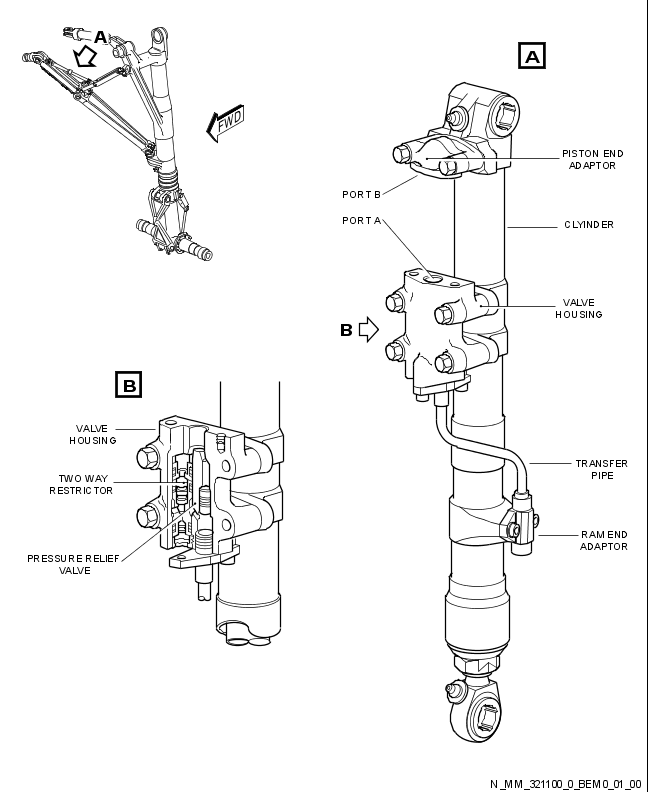 A
FWD
A
PISTON END
ADAPTOR
PORT B
PORT A
CLYINDER
VALVE
HOUSING
B
B
VALVE
HOUSING
TWO WAY
RESTRICTOR
TRANSFER
PIPE
PRESSURE RELIEF
VALVE
RAM END
ADAPTOR
N_MM_321100_0_BEM0_01_00